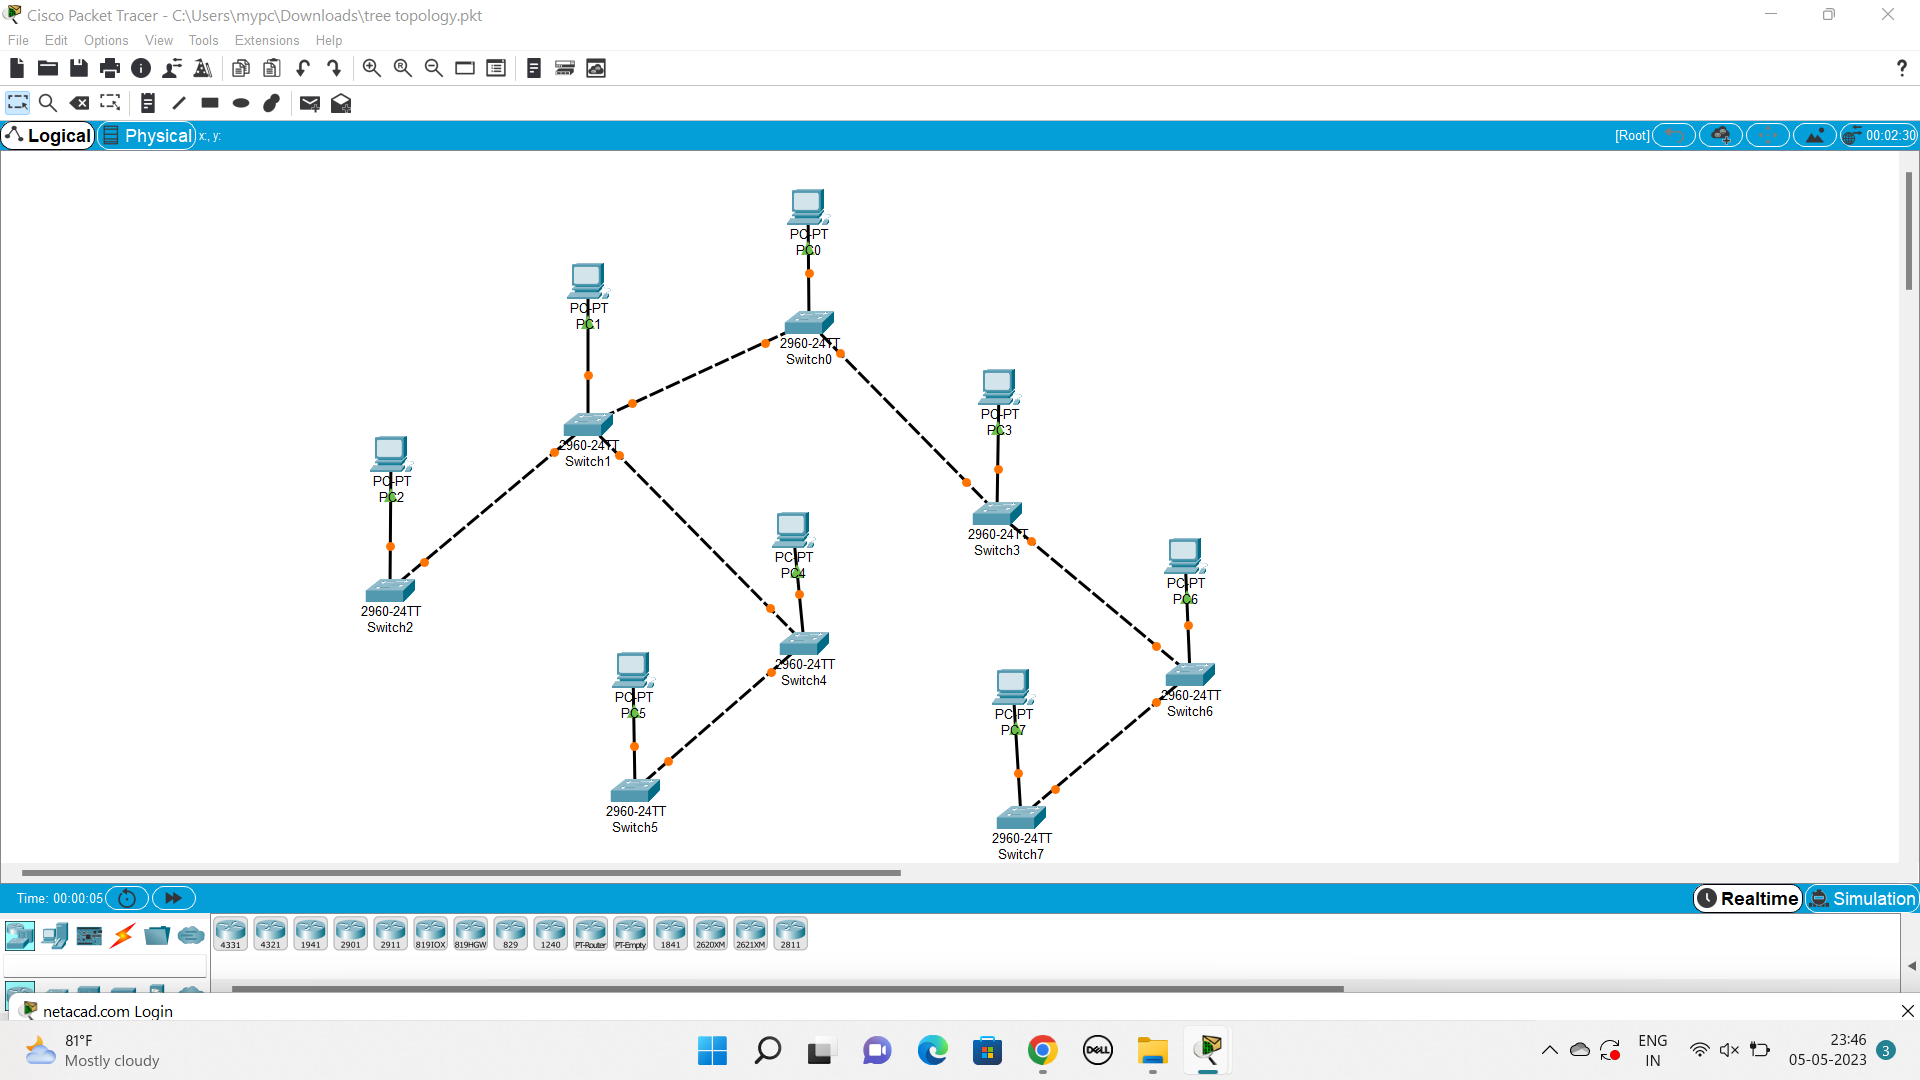 Cisco Packet Tracer - C:\Users\mypc\Downloads\tree topology.pkt
File Edit Options View Tools Extensions Help
Logical Physical x:, y: [Root] 00:02:30
PC-PT
PC0
PC-PT
PC1
2960-24TT
Switch0
PC-PT
PC3
2960-24TT
Switch1
PC-PT
PC2
2960-24TT
Switch3
PC-PT
PC4
PC-PT
PC6
2960-24TT
Switch2
2960-24TT
Switch4
PC-PT
PC5
2960-24TT
Switch6
PC-PT
PC7
2960-24TT
Switch5
2960-24TT
Switch7
Time: 00:00:05 Realtime Simulation
4331 4321 1941 2901 2911 819IOX 819HGW 829 1240 PT-Router PT-Empty 1841 2620XM 2621XM 2811
netacad.com Login
81°F
Mostly cloudy
DELL
ENG
IN
23:46
05-05-2023
3